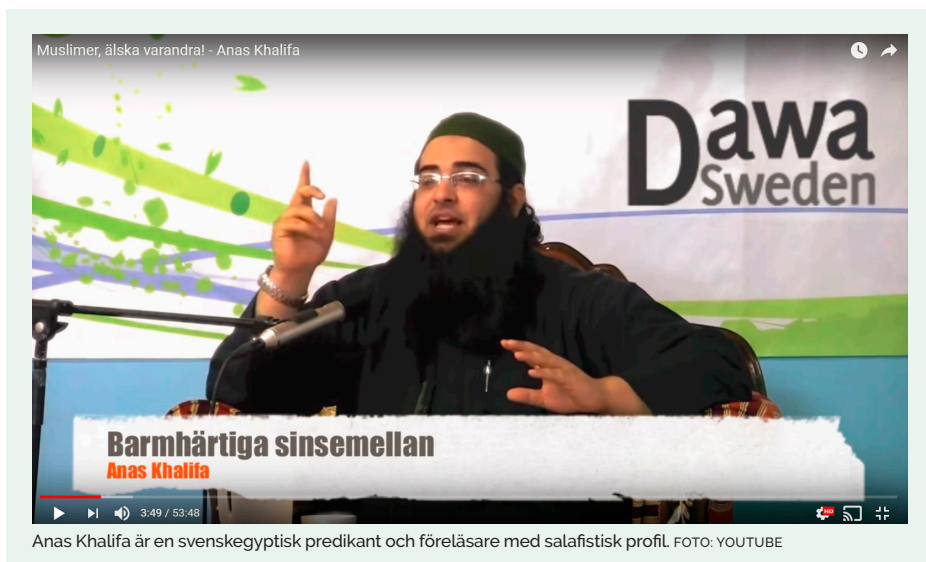 Muslimer, älska varandra! - Anas Khalifa
Dawa
Sweden
Barmhärtiga sinsemellan
Anas Khalifa
3:49 / 53:48
HD
Anas Khalifa är en svenskegyptisk predikant och föreläsare med salafistisk profil. FOTO: YOUTUBE